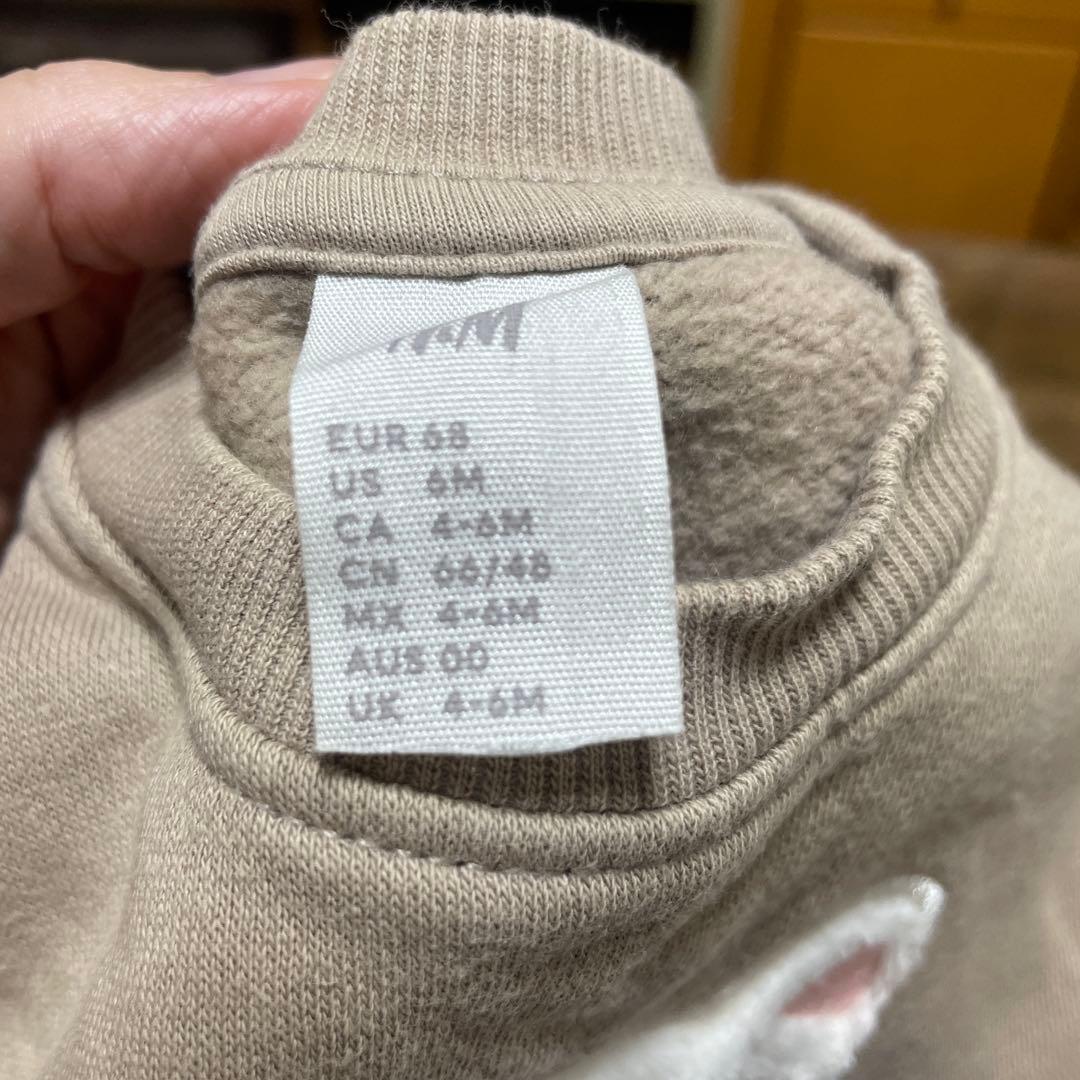 H&M
EUR 68
US 6M
CA 4-6M
CN 66/48
MX 4-6M
AUS 00
UK 4-6M